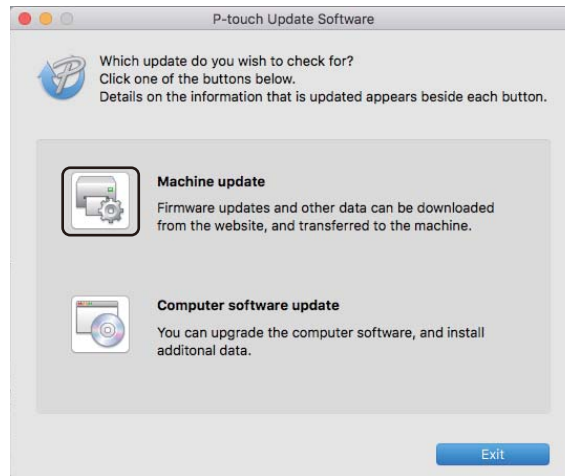 P-touch Update Software
Which update do you wish to check for?
Click one of the buttons below.
Details on the information that is updated appears beside each button.
Machine update
Firmware updates and other data can be downloaded
from the website, and transferred to the machine.
Computer software update
You can upgrade the computer software, and install
additonal data.
Exit